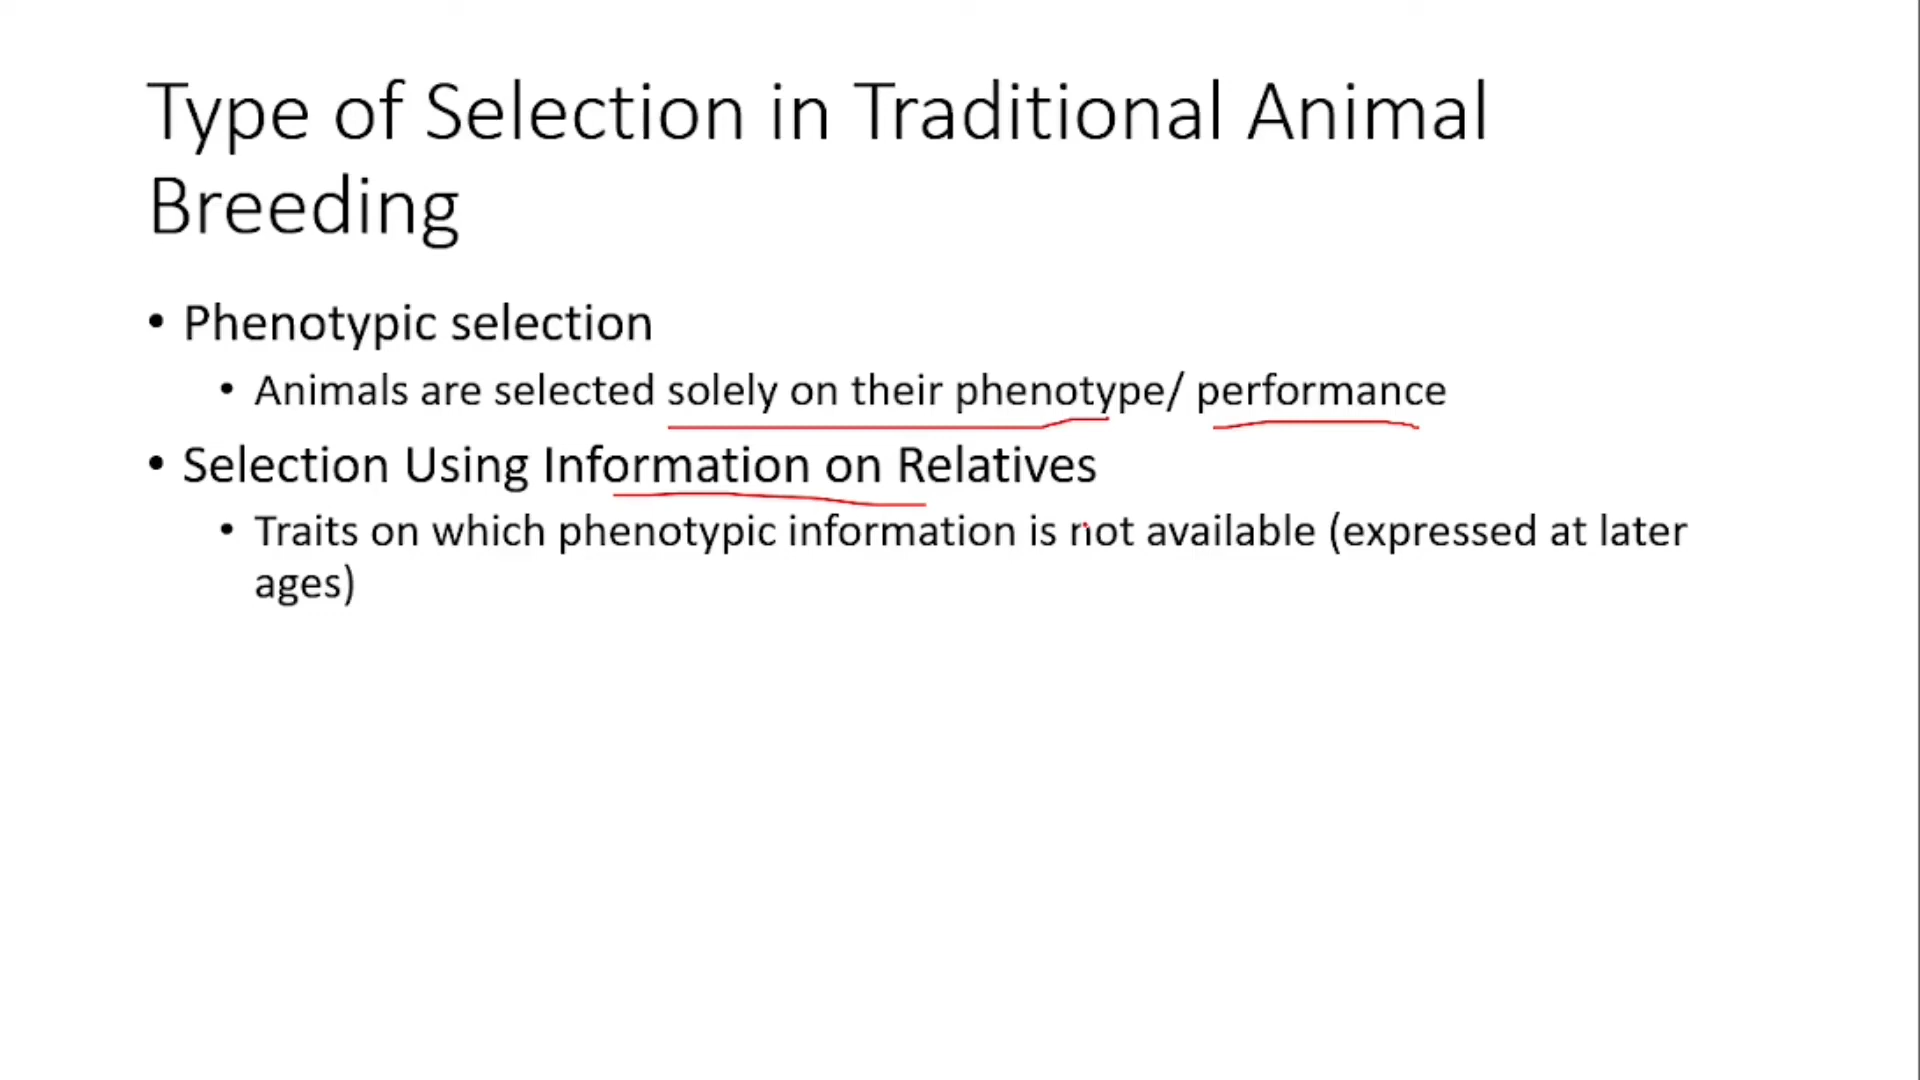 Type of Selection in Traditional Animal
Breeding
• Phenotypic selection
• Animals are selected solely on their phenotype/ performance
• Selection Using Information on Relatives
• Traits on which phenotypic information is not available (expressed at later
ages)